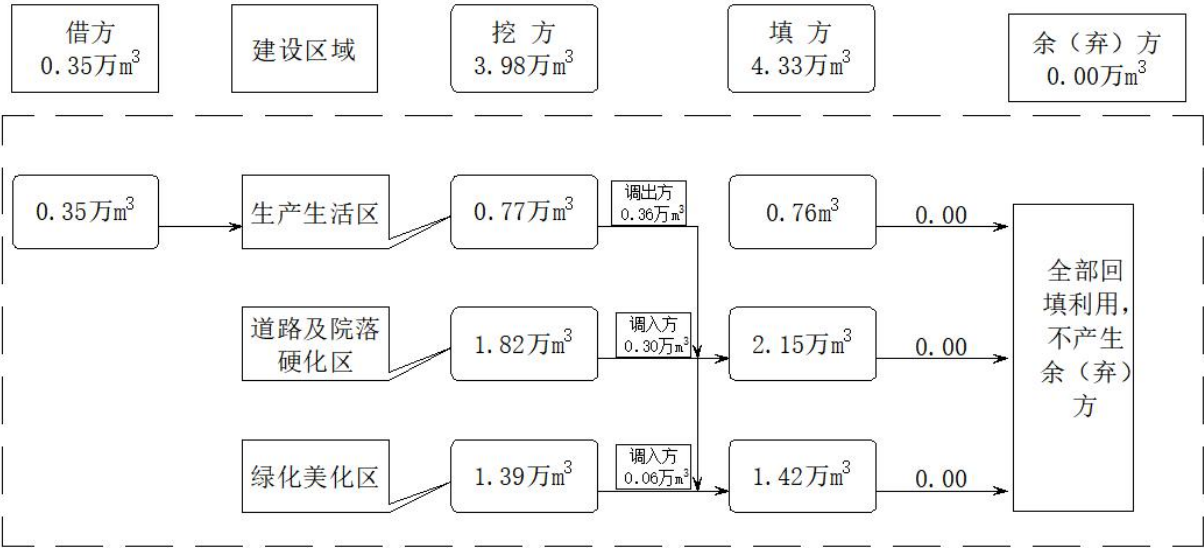 借方
0.35万m³
建设区域
挖 方
3.98万m³
填方
4.33万m³
余（弃）方
0.00万m³
0.35万m³
生产生活区
0.77万m³
调出方
0.36万m³
0.76m³
0.00
道路及院落
硬化区
1.82万m³
调入方
0.30万m³
2.15万m³
0.00
绿化美化区
1.39万m³
调入方
0.06万m³
1.42万m³
0.00
全部回
填利用，
不产生
余（弃）
方